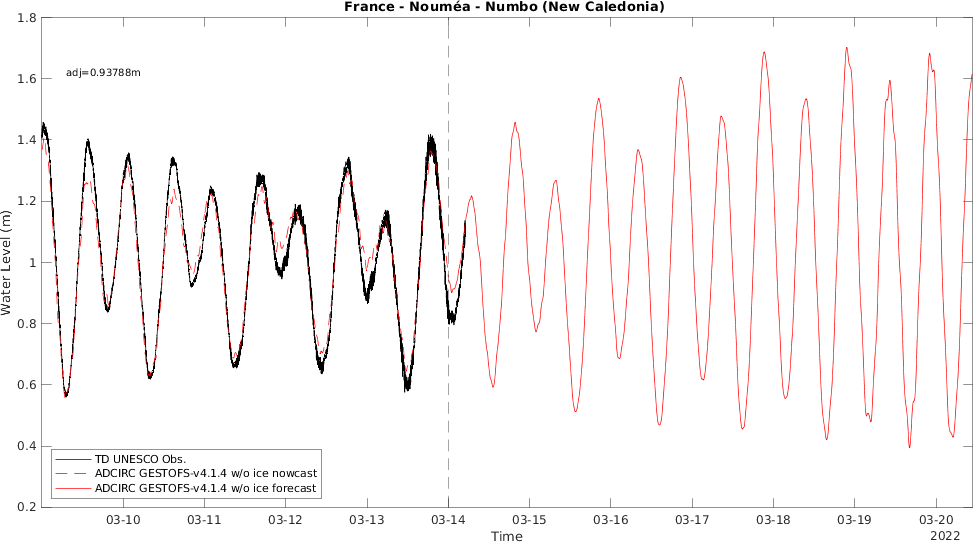 France - Nouméa - Numbo (New Caledonia)
1.8
1.6
1.4
1.2
1
0.8
0.6
0.4
0.2
Water Level (m)
adj=0.93788m
TD UNESCO Obs.
ADCIRC GESTOFS-v4.1.4 w/o ice nowcast
ADCIRC GESTOFS-v4.1.4 w/o ice forecast
03-10 03-11 03-12 03-13 03-14 03-15 03-16 03-17 03-18 03-19 03-20
Time
2022